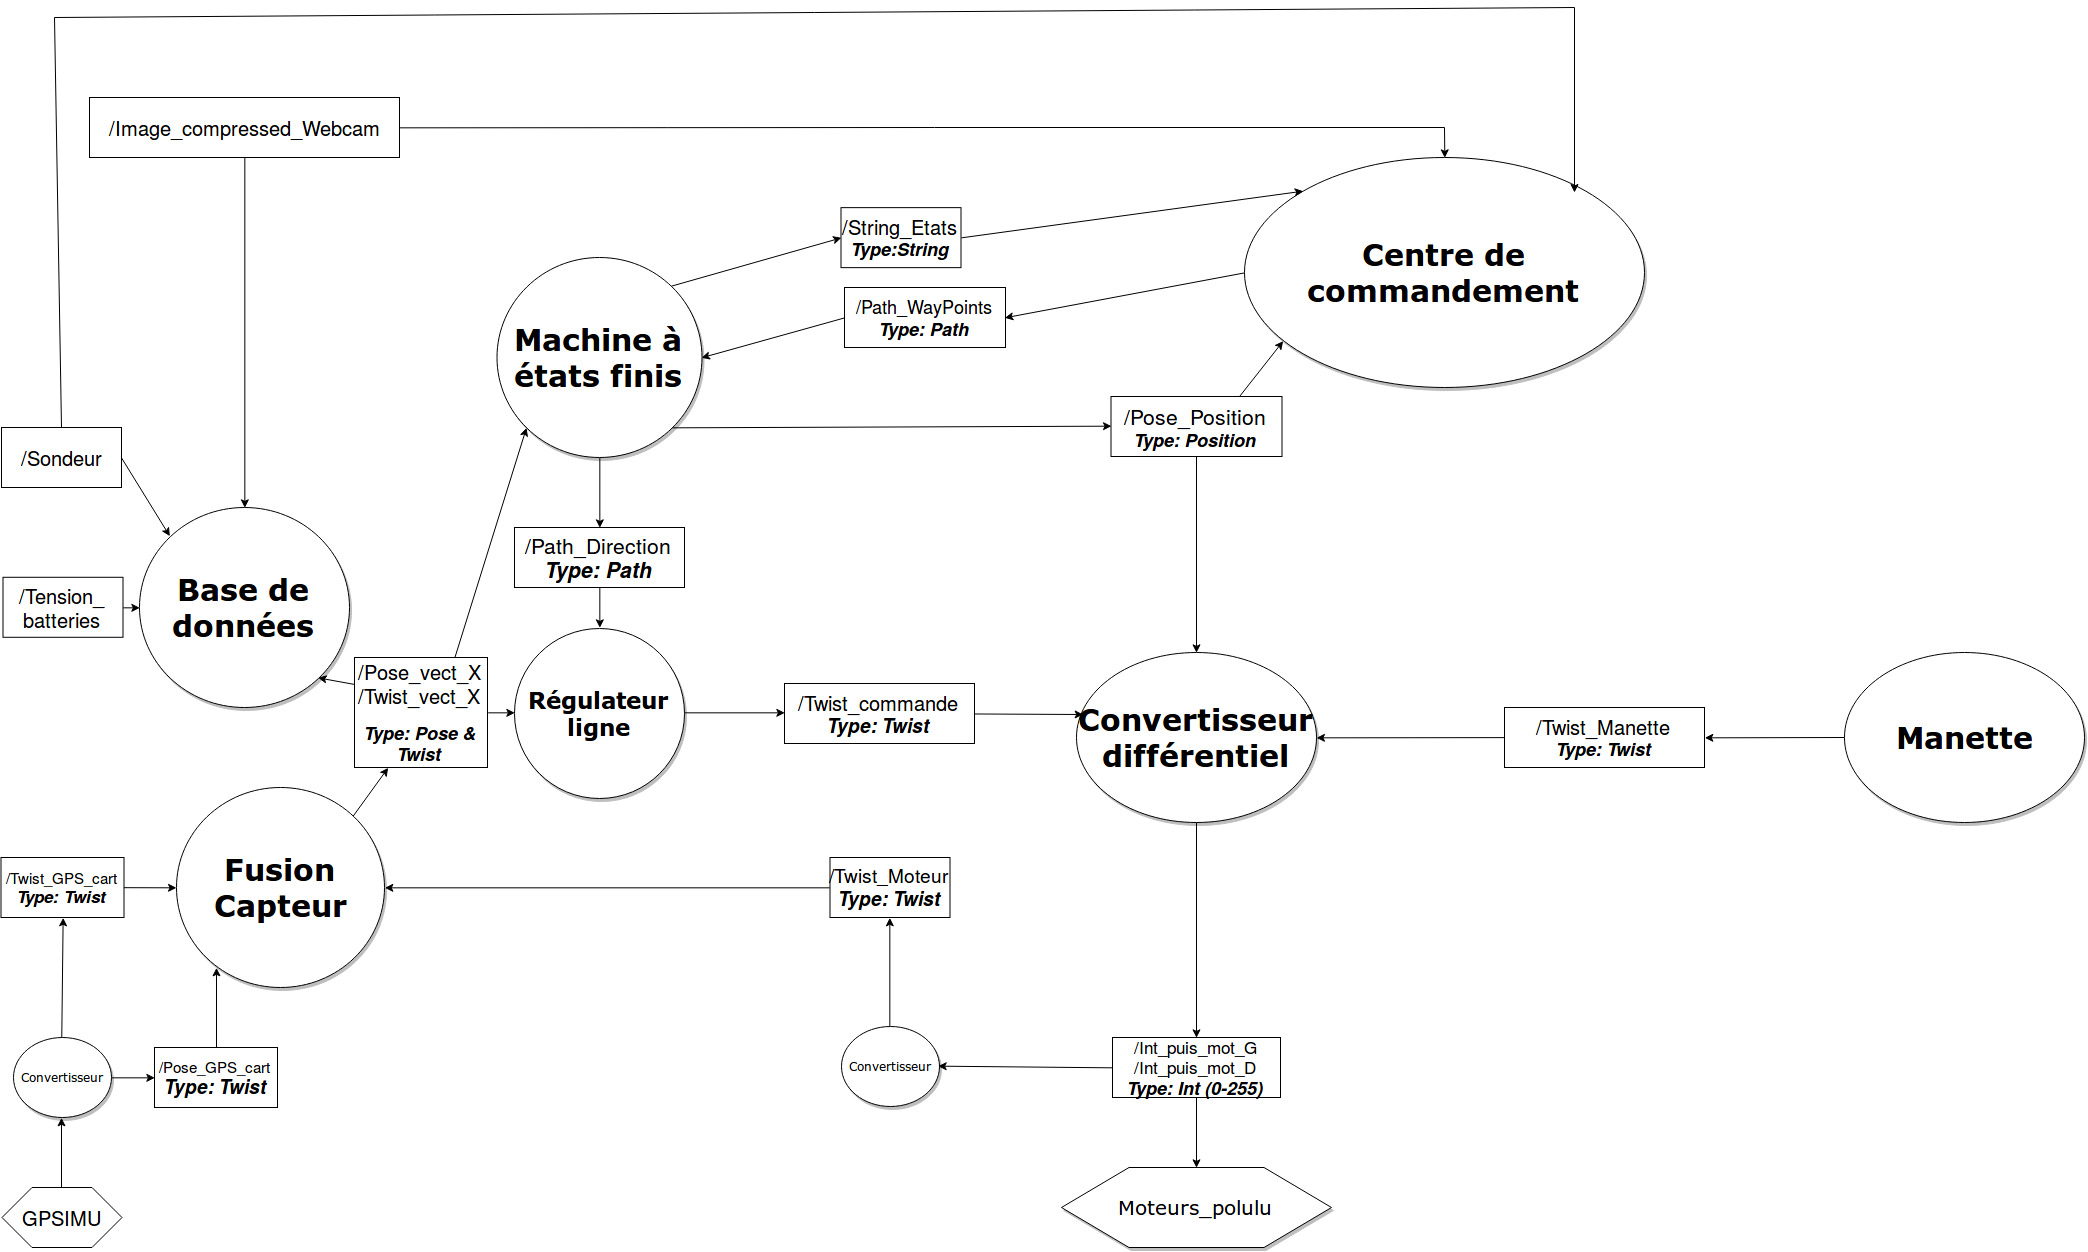 /Image_compressed_Webcam
/String_Etats
Type:String
Centre de
commandement
/Path_WayPoints
Type: Path
Machine à
états finis
/Pose_Position
Type: Position
/Sondeur
/Path_Direction
Type: Path
/Tension_
batteries
Base de
données
/Pose_vect_X
/Twist_vect_X
Type: Pose &
Twist
Régulateur
ligne
/Twist_commande
Type: Twist
Convertisseur
différentiel
/Twist_Manette
Type: Twist
Manette
/Twist_GPS_cart
Type: Twist
Fusion
Capteur
/Twist_Moteur
Type: Twist
Convertisseur
/Pose_GPS_cart
Type: Twist
Convertisseur
/Int_puis_mot_G
/Int_puis_mot_D
Type: Int (0-255)
GPSIMU
Moteurs_polulu